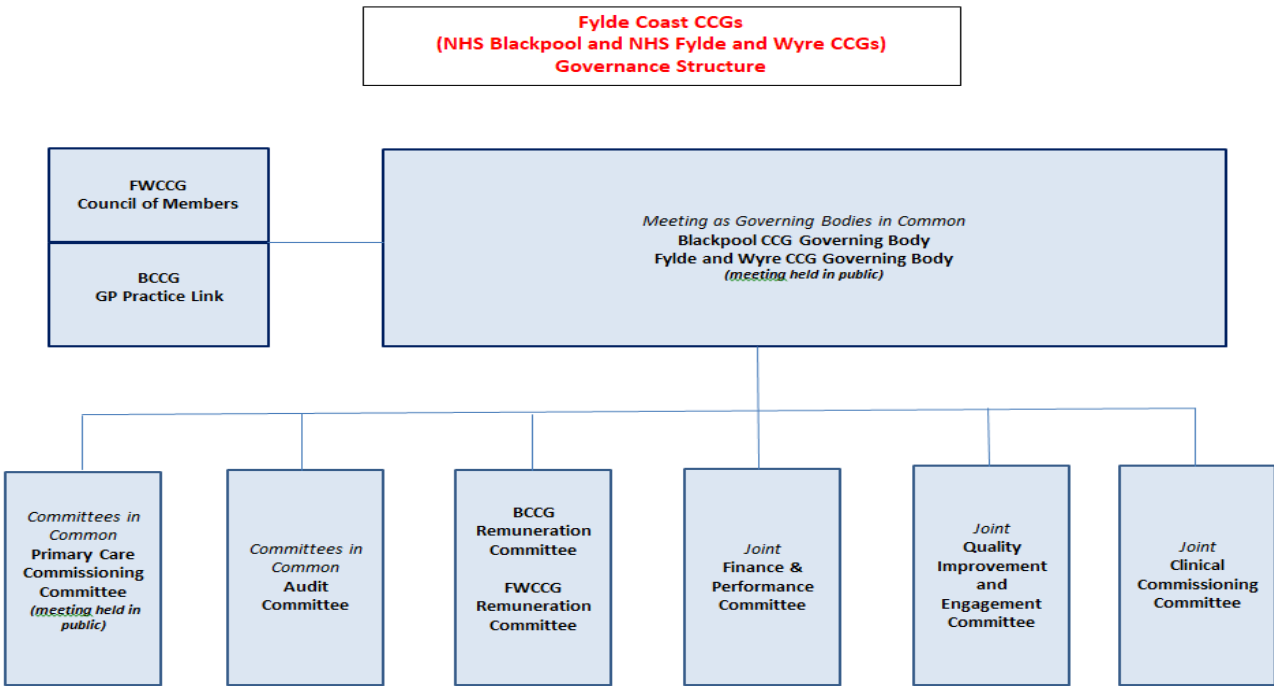 Fylde Coast CCGs
(NHS Blackpool and NHS Fylde and Wyre CCGs)
Governance Structure
FWCCG
Council of Members
BCCG
GP Practice Link
Meeting as Governing Bodies in Common
Blackpool CCG Governing Body
Fylde and Wyre CCG Governing Body
(meeting held in public)
Committees in
Common
Primary Care
Commissioning
Committee
(meeting held in
public)
Committees in
Common
Audit
Committee
BCCG
Remuneration
Committee
FWCCG
Remuneration
Committee
Joint
Finance &
Performance
Committee
Joint
Quality
Improvement
and
Engagement
Committee
Joint
Clinical
Commissioning
Committee